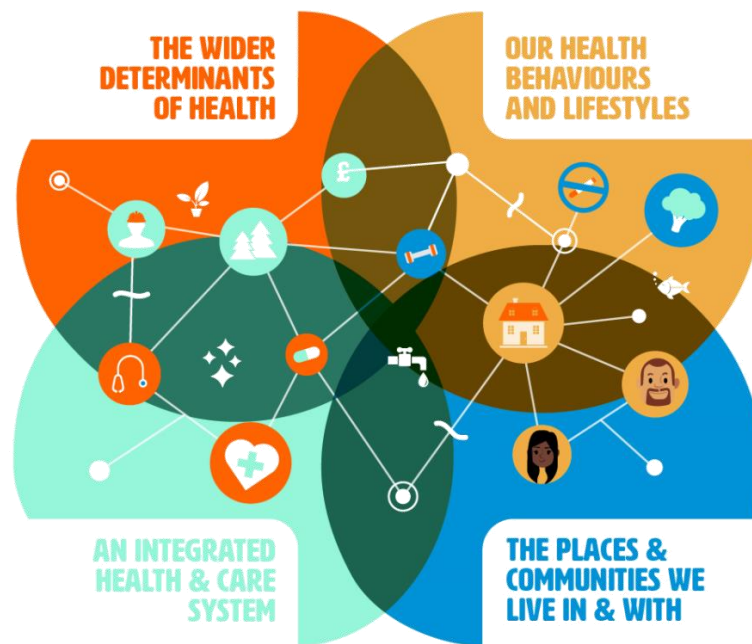 THE WIDER
DETERMINANTS
OF HEALTH
OUR HEALTH
BEHAVIOURS
AND LIFESTYLES
£
AN INTEGRATED
HEALTH & CARE
SYSTEM
THE PLACES &
COMMUNITIES WE
LIVE IN & WITH